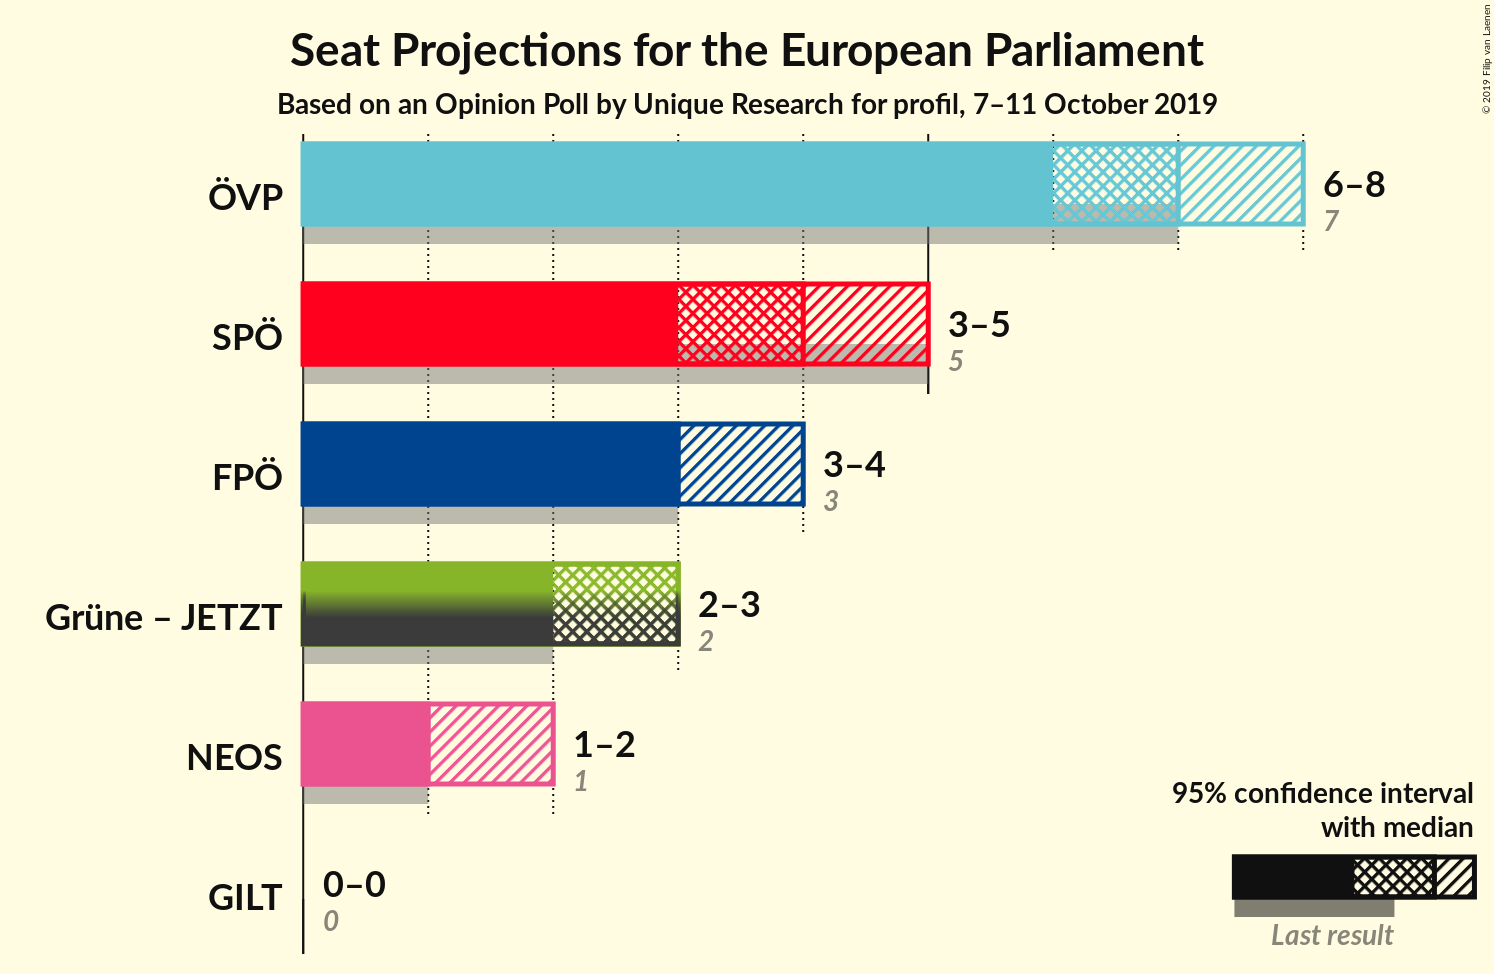 Seat Projections for the European Parliament
Based on an Opinion Poll by Unique Research for profil, 7–11 October 2019
© 2019 Filip van Laenen
ÖVP
6–8
7
SPÖ
3–5
5
FPÖ
3–4
3
Grüne – JETZT
2–3
2
NEOS
1–2
1
GILT
0–0
0
95% confidence interval
with median
Last result